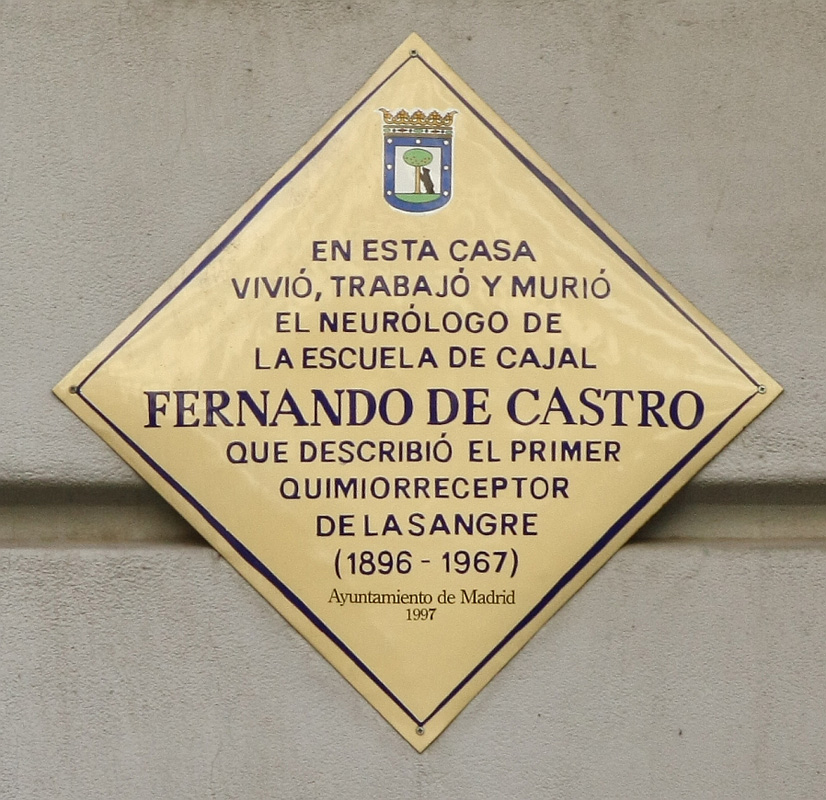 EN ESTA CASA
VIVIÓ, TRABAJÓ Y MURIÓ
EL NEURÓLOGO DE
LA ESCUELA DE CAJAL
FERNANDO DE CASTRO
QUE DESCRIBIÓ EL PRIMER
QUIMIORRECEPTOR
DE LA SANGRE
(1896 - 1967)
Ayuntamiento de Madrid
1997